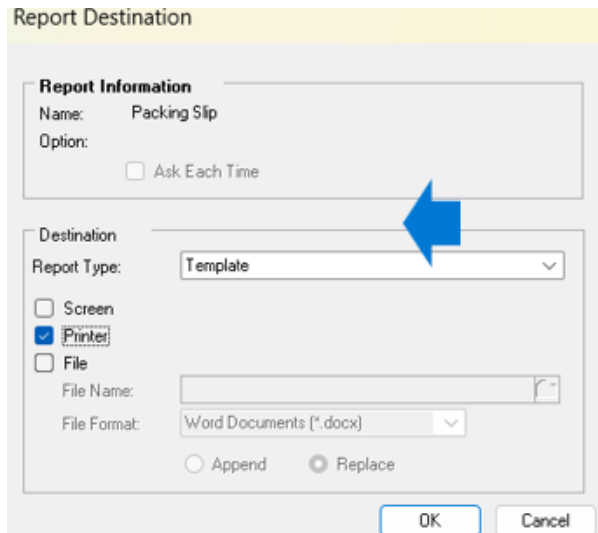 Report Destination
Report Information
Name: Packing Slip
Option:
Ask Each Time
Destination
Report Type: Template
Screen
Printer
File
File Name:
File Format: Word Documents (*.docx)
Append Replace
OK Cancel